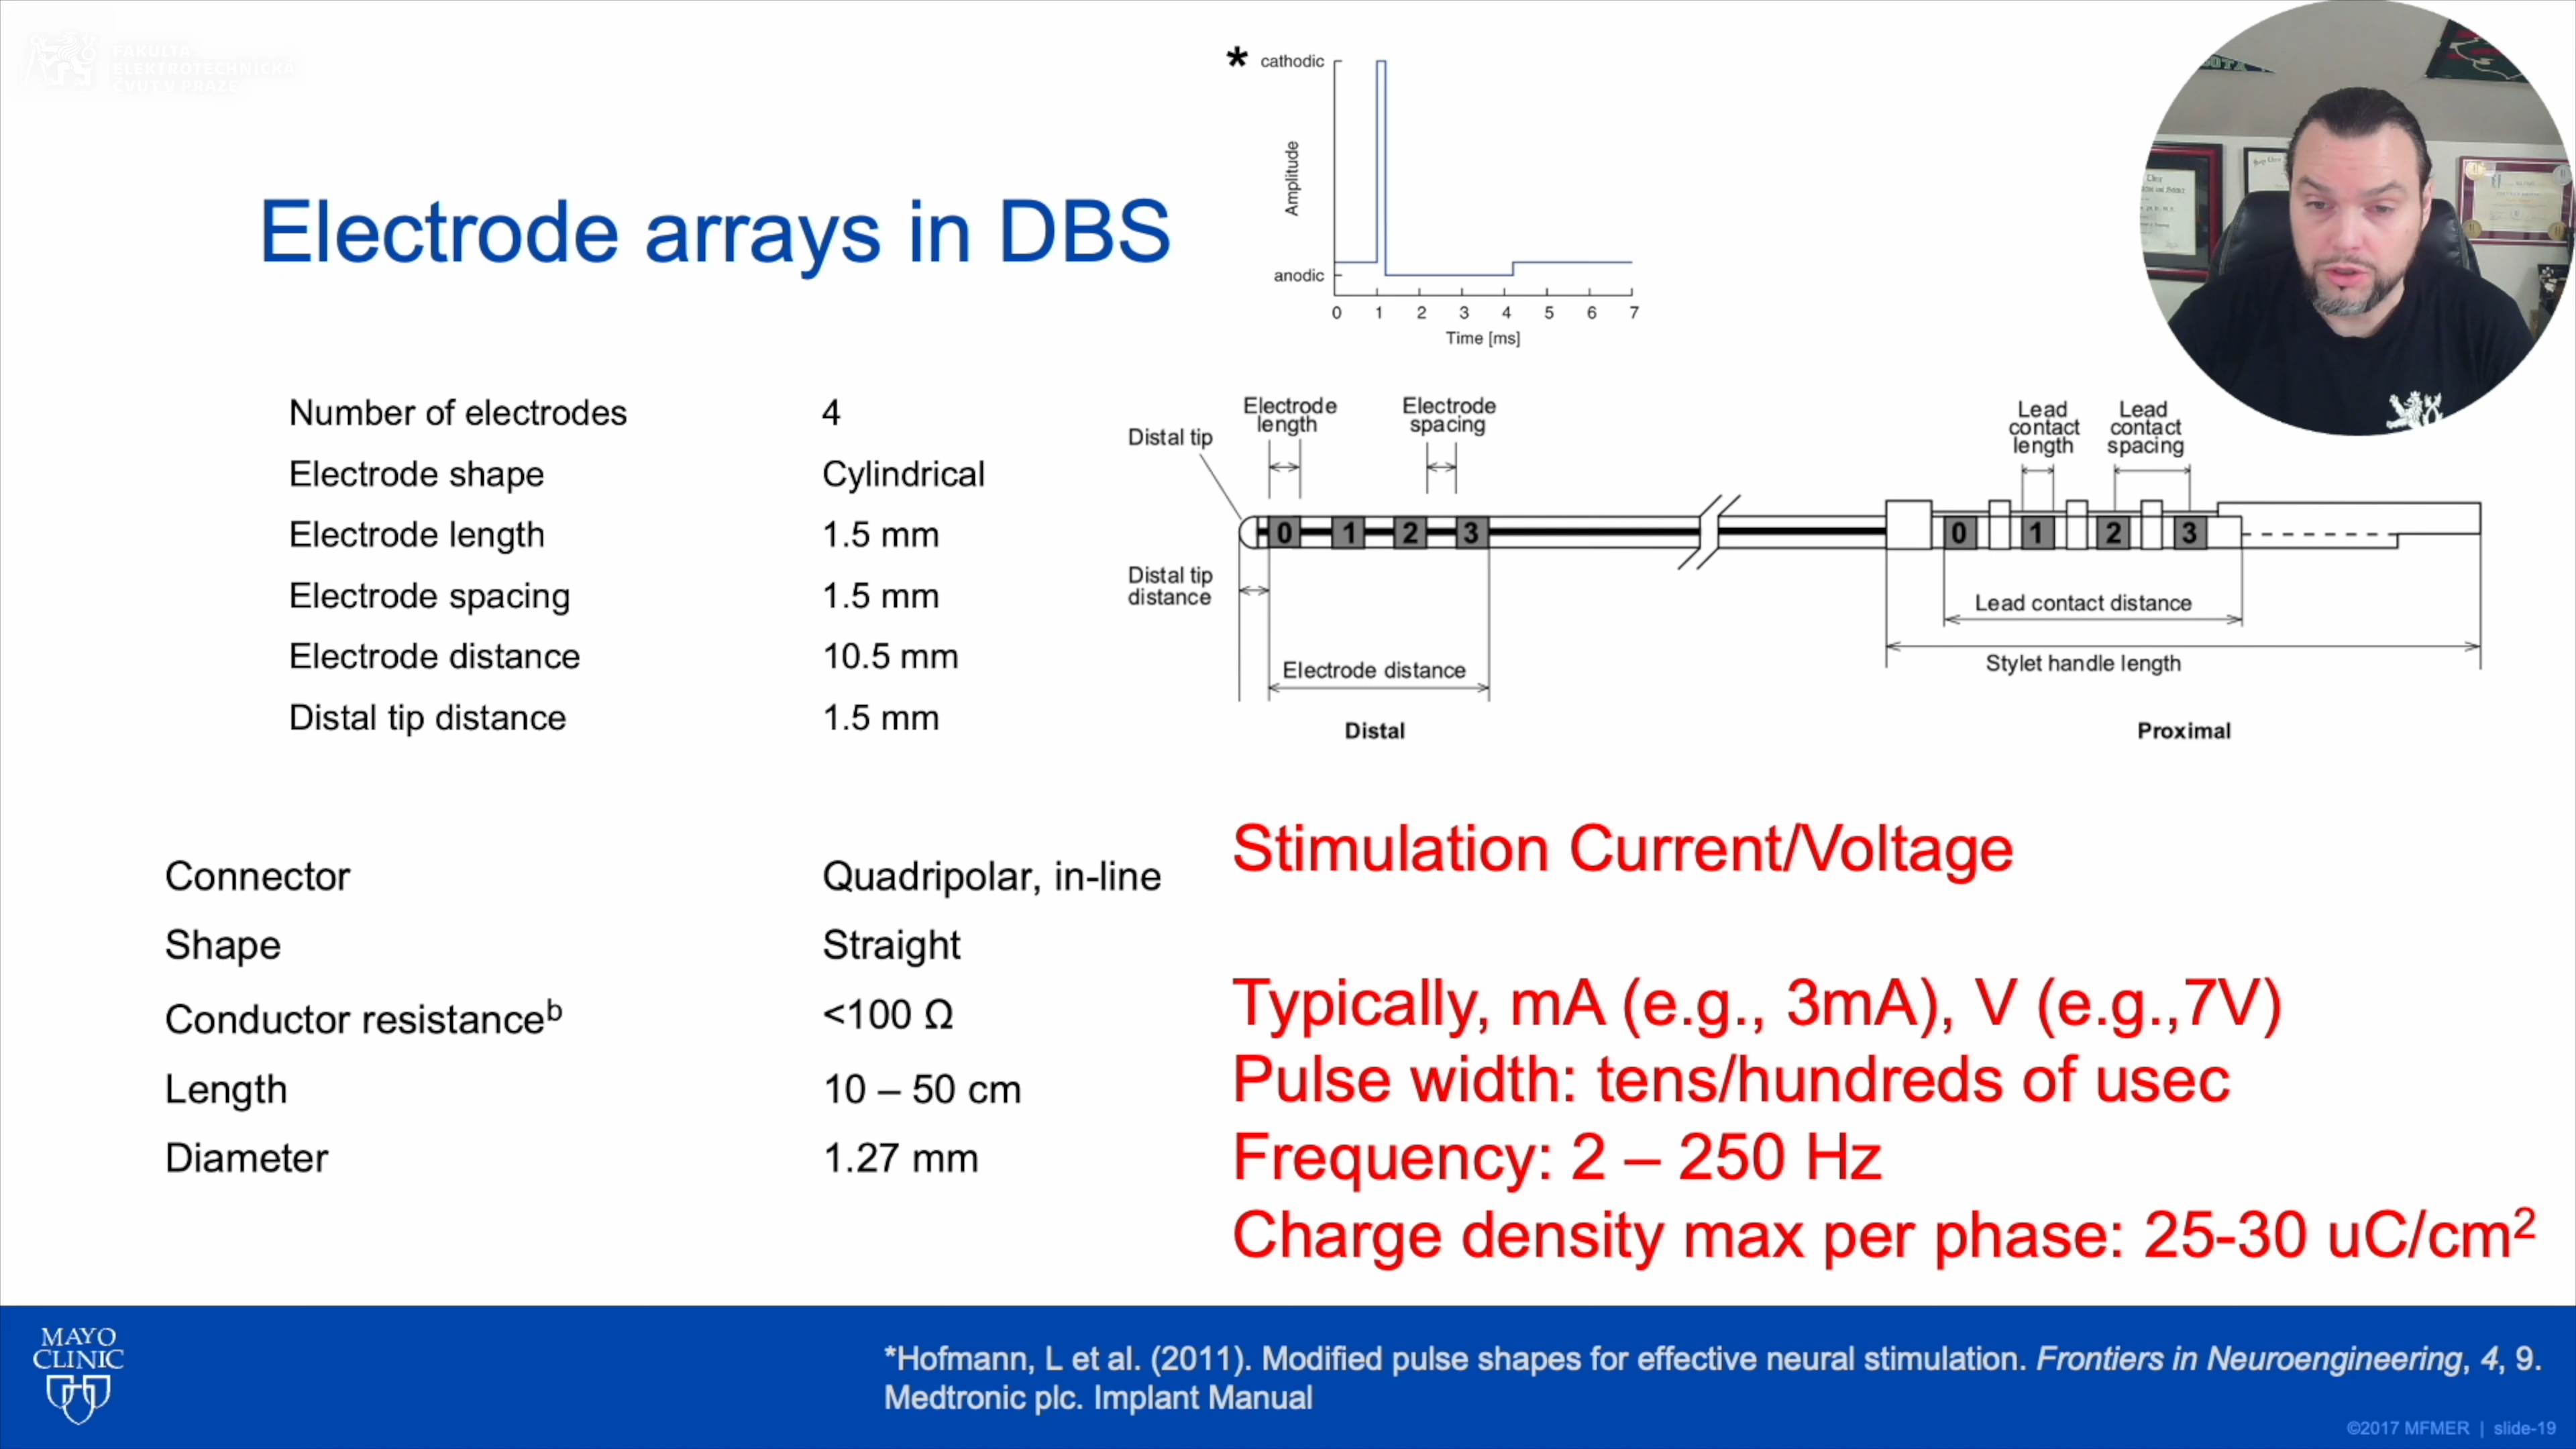 FAKULTA
ELEKTROTECHNICKÁ
ČVUT V PRAZE
Electrode arrays in DBS
*
cathodic
Amplitude
anodic
0 1 2 3 4 5 6 7
Time [ms]
Number of electrodes 4
Electrode shape Cylindrical
Electrode length 1.5 mm
Electrode spacing 1.5 mm
Electrode distance 10.5 mm
Distal tip distance 1.5 mm
Distal tip
Electrode
length
Electrode
spacing
Lead
contact
length
Lead
contact
spacing
0 1 2 3
0 1 2 3
Distal tip
distance
Electrode distance
Lead contact distance
Stylet handle length
Distal
Proximal
Connector Quadripolar, in-line
Shape Straight
Conductor resistanceᵇ <100 Ω
Length 10 – 50 cm
Diameter 1.27 mm
Stimulation Current/Voltage
Typically, mA (e.g., 3mA), V (e.g.,7V)
Pulse width: tens/hundreds of usec
Frequency: 2 – 250 Hz
Charge density max per phase: 25-30 uC/cm²
MAYO
CLINIC
*Hofmann, L et al. (2011). Modified pulse shapes for effective neural stimulation. Frontiers in Neuroengineering, 4, 9.
Medtronic plc. Implant Manual
©2017 MFMER | slide-19